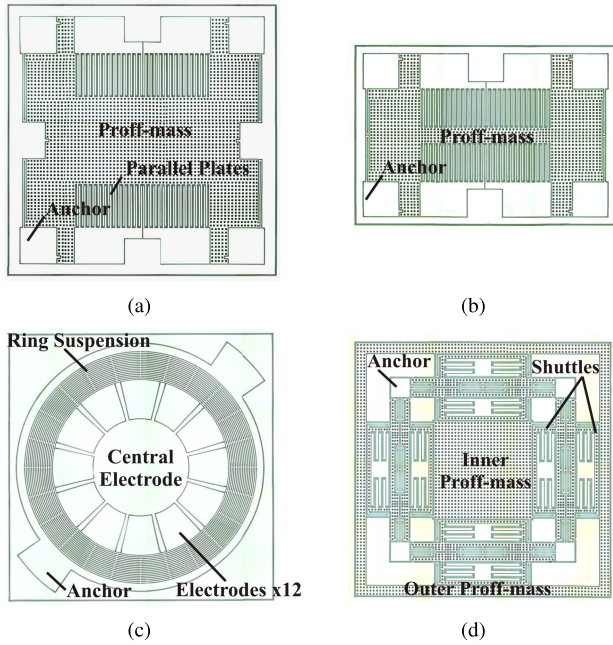 Proff-mass
Parallel Plates
Anchor
(a)
Proff-mass
Anchor
(b)
Ring Suspension
Central
Electrode
Electrodes x12
Anchor
(c)
Anchor
Shuttles
Inner
Proff-mass
Outer Proff-mass
(d)